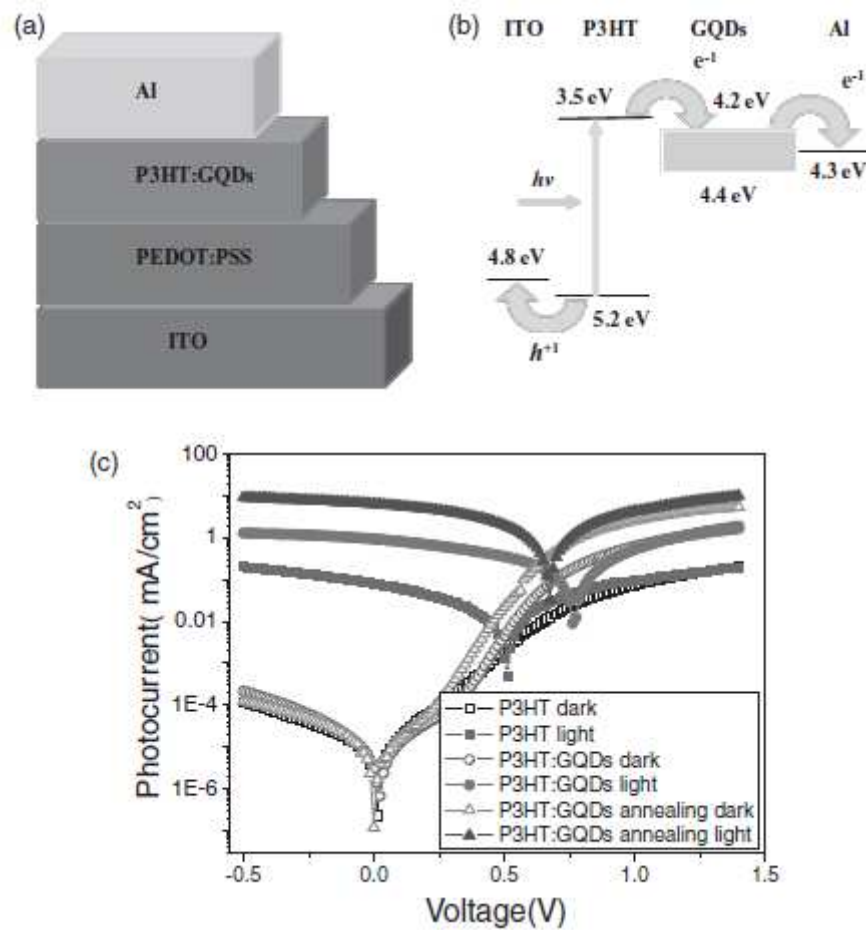 (a)
Al
P3HT:GQDs
PEDOT:PSS
ITO
(b)
ITO P3HT GQDs Al
e⁻¹
e⁻¹
3.5 eV
4.2 eV
4.3 eV
4.4 eV
hν
4.8 eV
5.2 eV
h⁺¹
(c)
Photocurrent( mA/cm²)
100
1
0.01
1E-4
1E-6
P3HT dark
P3HT light
P3HT:GQDs dark
P3HT:GQDs light
P3HT:GQDs annealing dark
P3HT:GQDs annealing light
-0.5 0.0 0.5 1.0 1.5
Voltage(V)